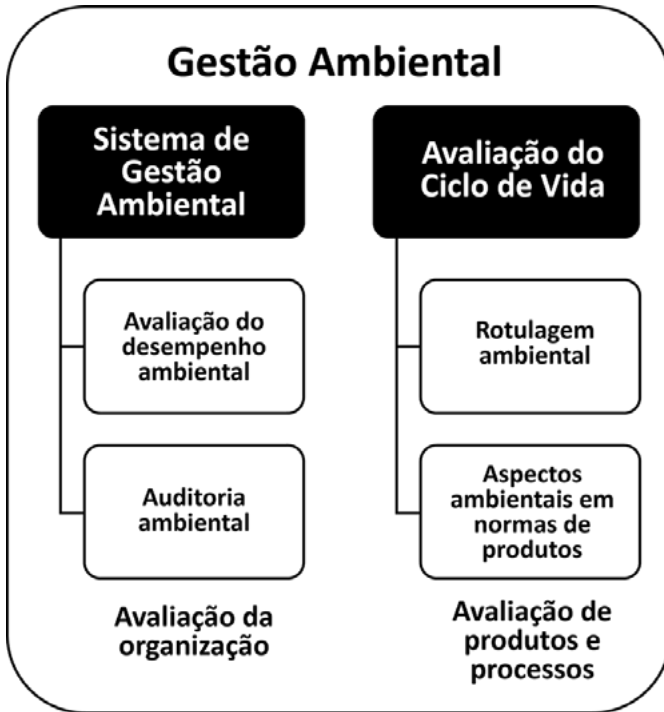 Gestão Ambiental
Sistema de
Gestão
Ambiental
Avaliação do
desempenho
ambiental
Auditoria
ambiental
Avaliação da
organização
Avaliação do
Ciclo de Vida
Rotulagem
ambiental
Aspectos
ambientais em
normas de
produtos
Avaliação de
produtos e
processos